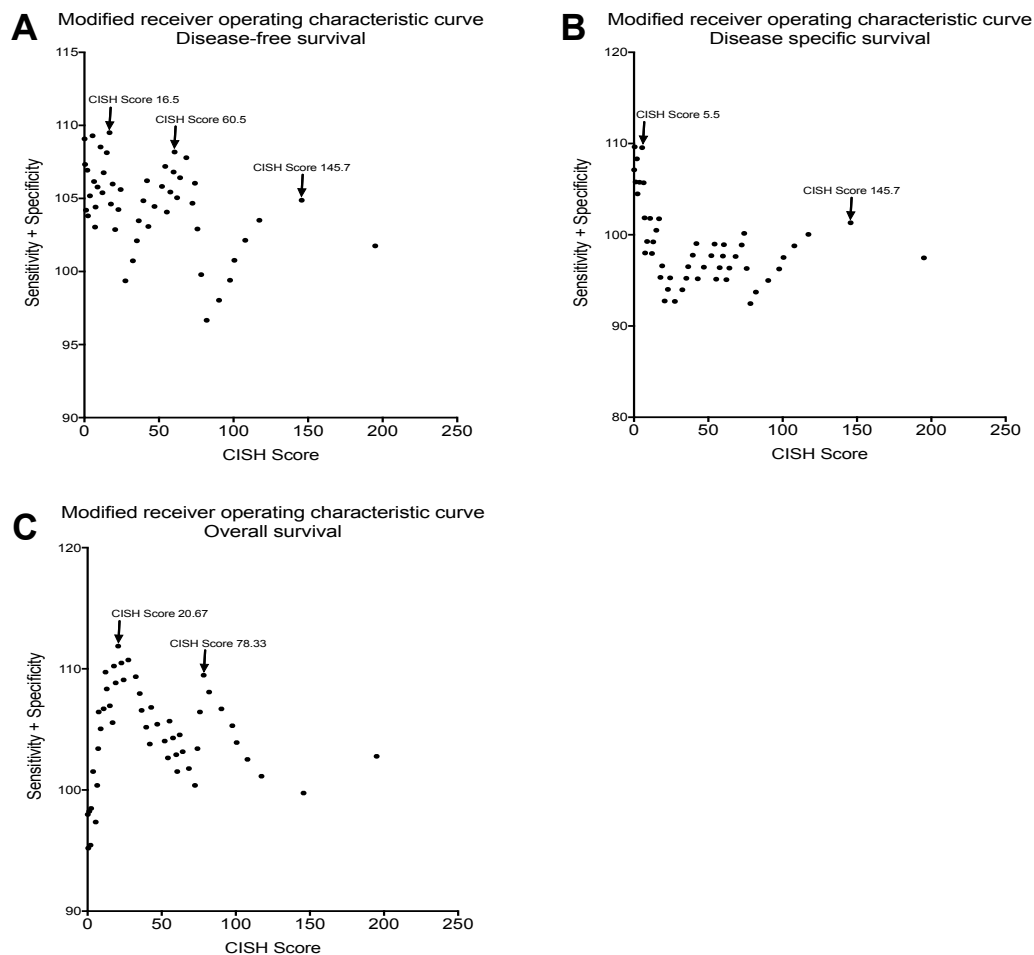 A
Modified receiver operating characteristic curve
Disease-free survival
115
110
105
100
95
90
Sensitivity + Specificity
CISH Score 16.5
CISH Score 60.5
CISH Score 145.7
0
50
100
150
200
250
CISH Score
B
Modified receiver operating characteristic curve
Disease specific survival
120
110
100
90
80
Sensitivity + Specificity
CISH Score 5.5
CISH Score 145.7
0
50
100
150
200
250
CISH Score
C
Modified receiver operating characteristic curve
Overall survival
120
110
100
90
Sensitivity + Specificity
CISH Score 20.67
CISH Score 78.33
0
50
100
150
200
250
CISH Score